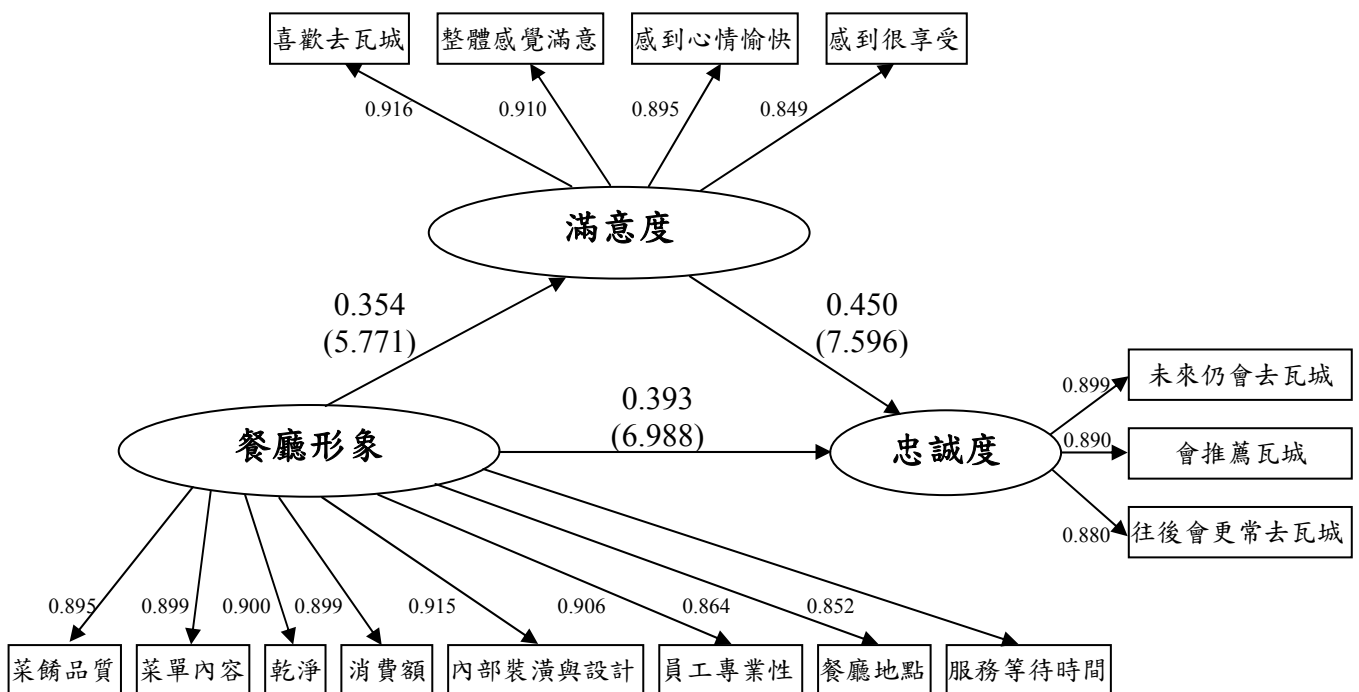 喜歡去瓦城
整體感覺滿意
感到心情愉快
感到很享受
0.916
0.910
0.895
0.849
滿意度
0.354
(5.771)
0.450
(7.596)
0.393
(6.988)
餐廳形象
忠誠度
0.899
未來仍會去瓦城
0.890
會推薦瓦城
0.880
往後會更常去瓦城
0.895
0.899
0.900
0.899
0.915
0.906
0.864
0.852
菜餚品質
菜單內容
乾淨
消費額
內部裝潢與設計
員工專業性
餐廳地點
服務等待時間